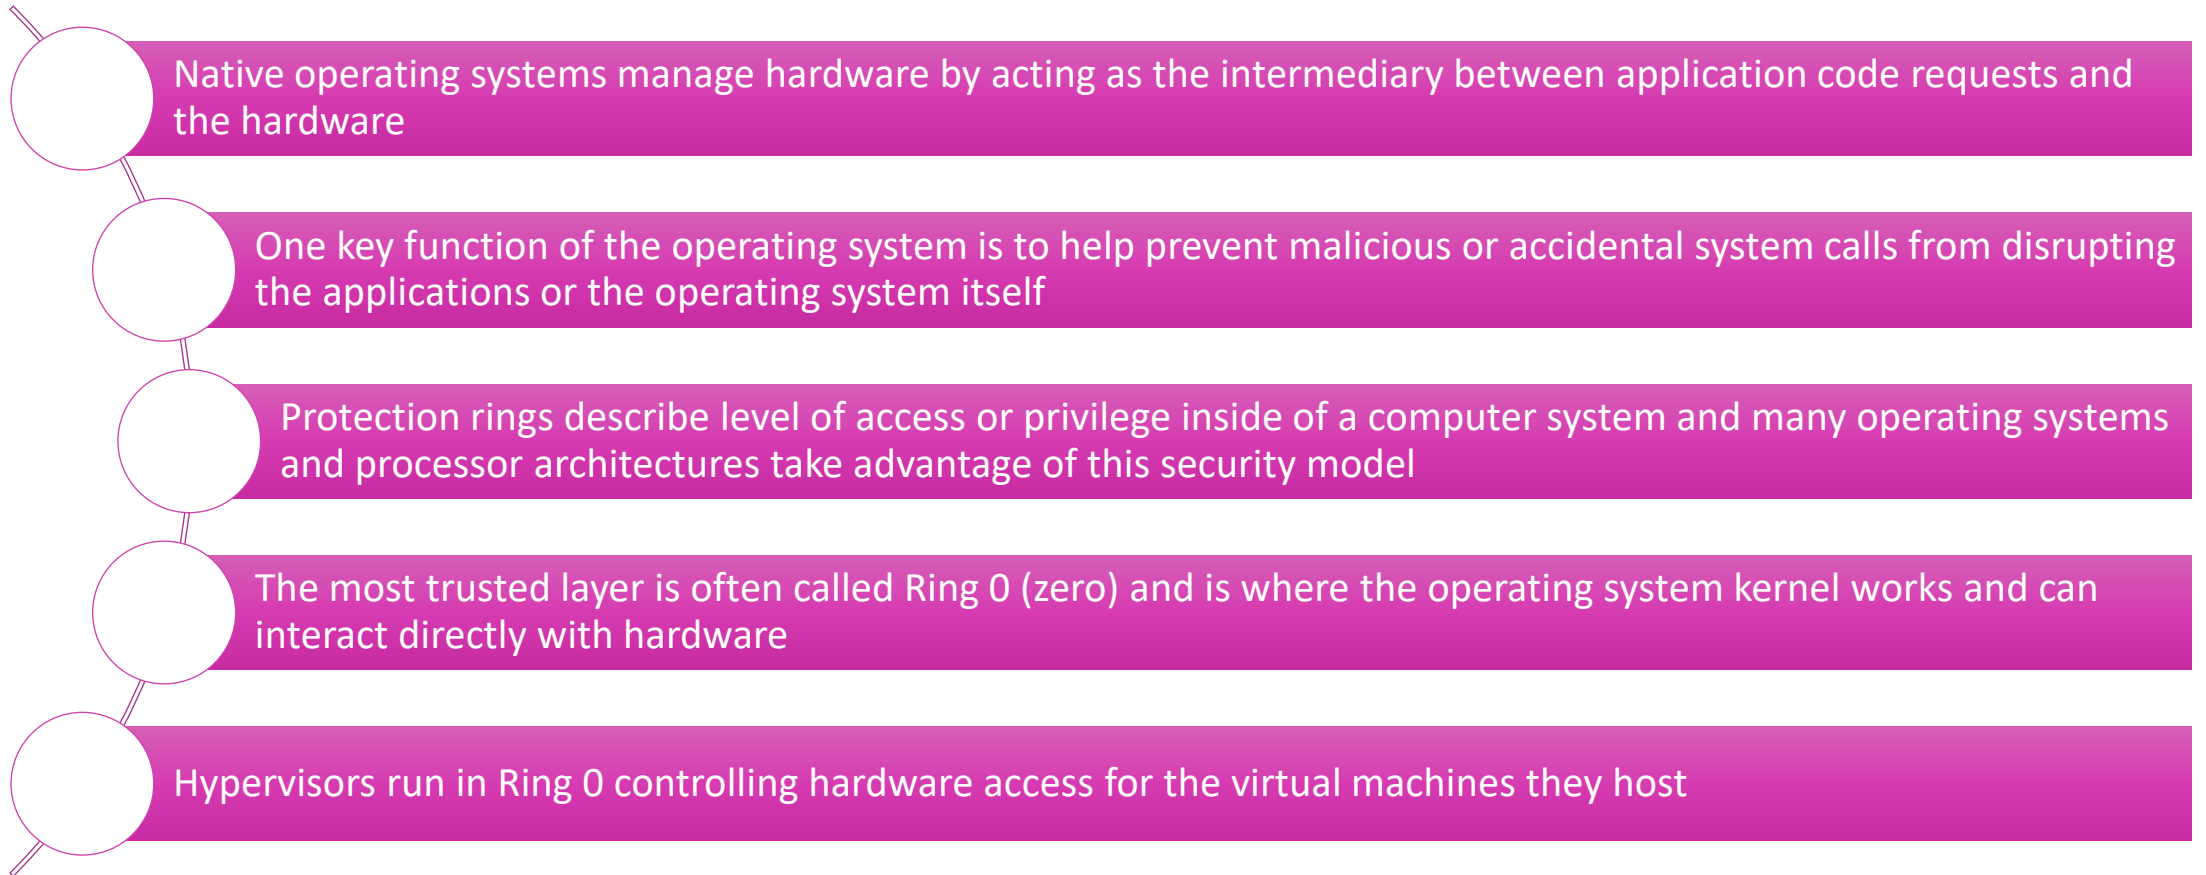 Native operating systems manage hardware by acting as the intermediary between application code requests and
the hardware
One key function of the operating system is to help prevent malicious or accidental system calls from disrupting
the applications or the operating system itself
Protection rings describe level of access or privilege inside of a computer system and many operating systems
and processor architectures take advantage of this security model
The most trusted layer is often called Ring 0 (zero) and is where the operating system kernel works and can
interact directly with hardware
Hypervisors run in Ring 0 controlling hardware access for the virtual machines they host